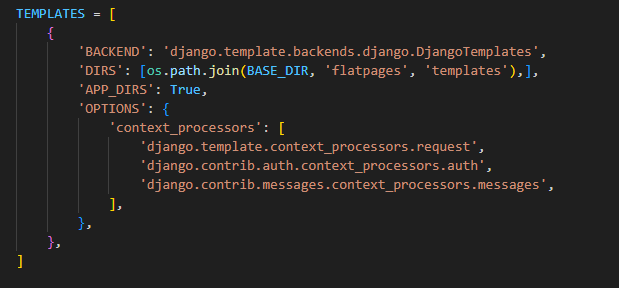 TEMPLATES = [
    {
        'BACKEND': 'django.template.backends.django.DjangoTemplates',
        'DIRS': [os.path.join(BASE_DIR, 'flatpages', 'templates'),],
        'APP_DIRS': True,
        'OPTIONS': {
            'context_processors': [
                'django.template.context_processors.request',
                'django.contrib.auth.context_processors.auth',
                'django.contrib.messages.context_processors.messages',
            ],
        },
    },
]